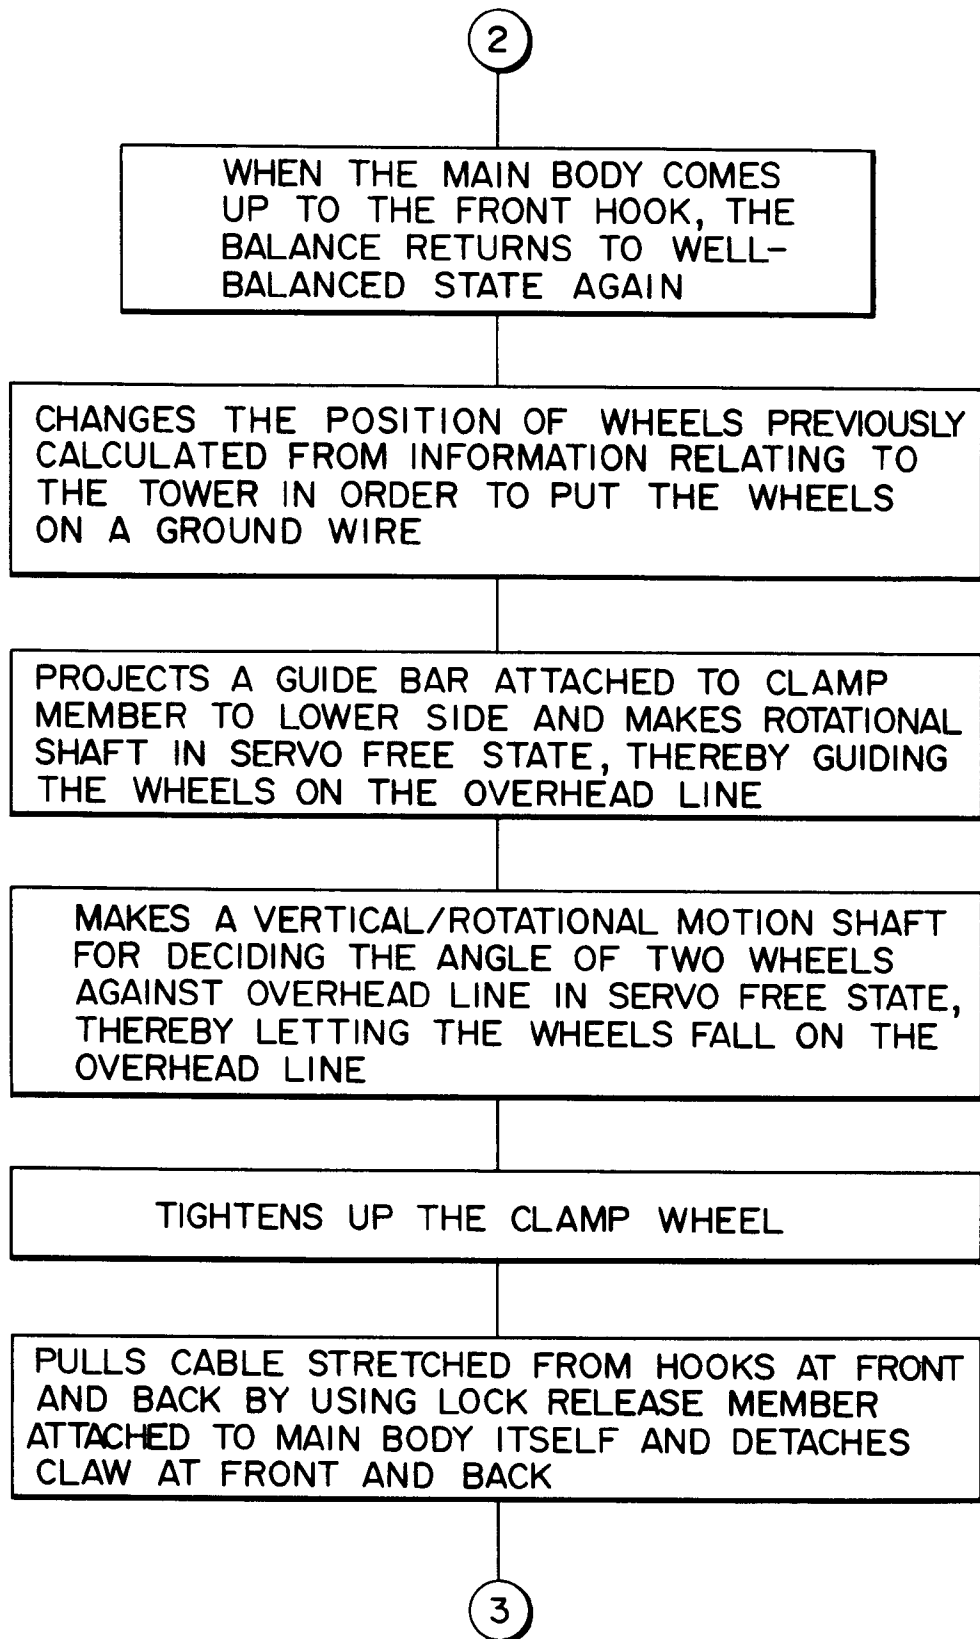 2
WHEN THE MAIN BODY COMES
UP TO THE FRONT HOOK, THE
BALANCE RETURNS TO WELL-
BALANCED STATE AGAIN
CHANGES THE POSITION OF WHEELS PREVIOUSLY
CALCULATED FROM INFORMATION RELATING TO
THE TOWER IN ORDER TO PUT THE WHEELS
ON A GROUND WIRE
PROJECTS A GUIDE BAR ATTACHED TO CLAMP
MEMBER TO LOWER SIDE AND MAKES ROTATIONAL
SHAFT IN SERVO FREE STATE, THEREBY GUIDING
THE WHEELS ON THE OVERHEAD LINE
MAKES A VERTICAL/ROTATIONAL MOTION SHAFT
FOR DECIDING THE ANGLE OF TWO WHEELS
AGAINST OVERHEAD LINE IN SERVO FREE STATE,
THEREBY LETTING THE WHEELS FALL ON THE
OVERHEAD LINE
TIGHTENS UP THE CLAMP WHEEL
PULLS CABLE STRETCHED FROM HOOKS AT FRONT
AND BACK BY USING LOCK RELEASE MEMBER
ATTACHED TO MAIN BODY ITSELF AND DETACHES
CLAW AT FRONT AND BACK
3